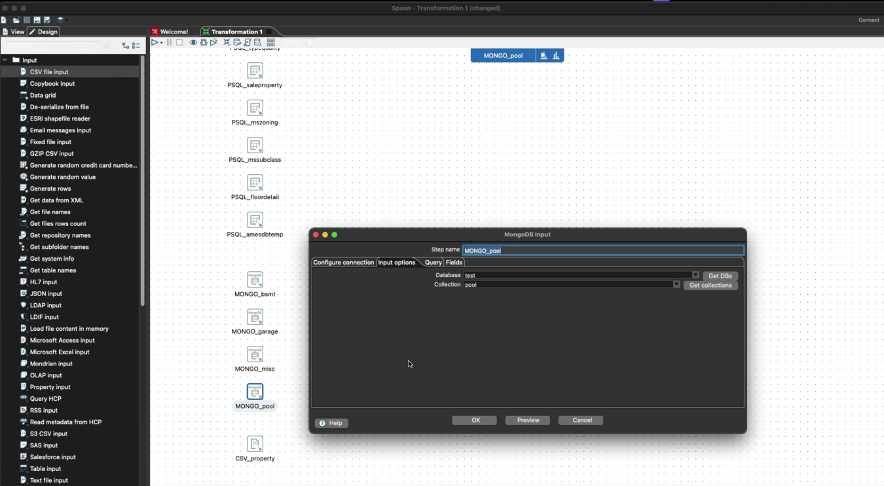 Spoon - Transformation 1 (changed)
Connect
View
Design
Welcome!
Transformation 1
Input
CSV file input
Copybook Input
Data grid
De-serialize from file
ESRI shapefile reader
Email messages input
Fixed file input
GZIP CSV input
Generate random credit card numbe...
Generate random value
Generate rows
Get data from XML
Get file names
Get files rows count
Get repository names
Get subfolder names
Get system info
Get table names
HL7 input
JSON input
LDAP input
LDIF input
Load file content in memory
Microsoft Access input
Microsoft Excel input
Mondrian input
OLAP input
Property input
Query HCP
RSS input
Read metadata from HCP
S3 CSV input
SAS input
Salesforce input
Table input
Text file input
PSQL_saleproperty
PSQL_mszoning
PSQL_mssubclass
PSQL_floordetail
PSQL_amesdbtemp
MONGO_bsmt
MONGO_garage
MONGO_misc
MONGO_pool
CSV_property
MONGO_pool
MongoDB input
Step name MONGO_pool
Configure connection Input options Query Fields
Database test Get DBs
Collection pool Get collections
Help OK Preview Cancel